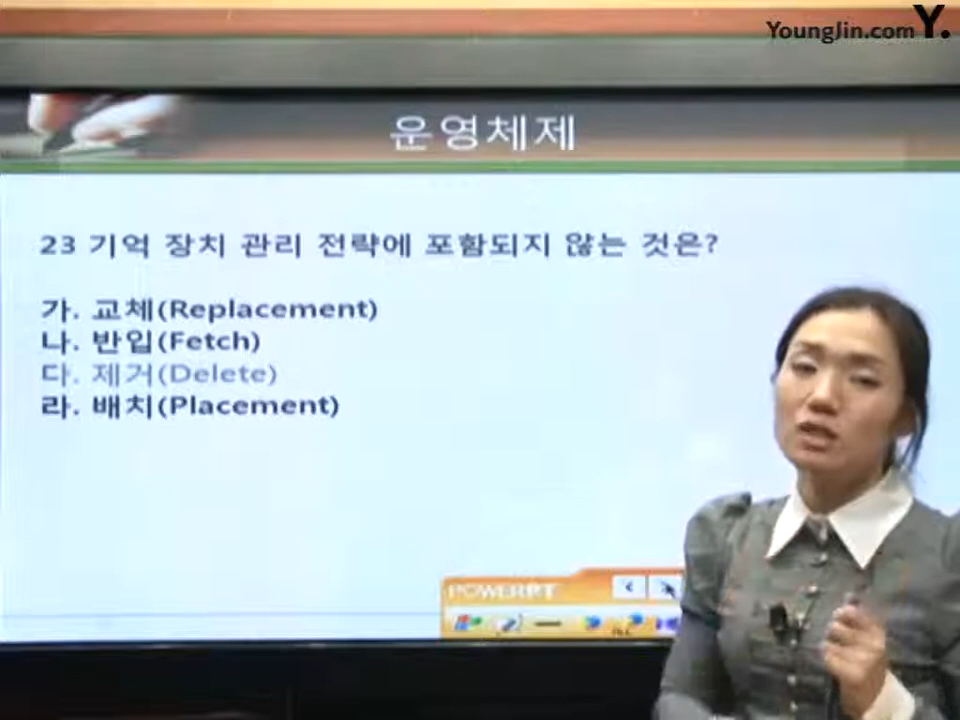 YoungJin.com Y.
운영체제
23 기억 장치 관리 전략에 포함되지 않는 것은?
가. 교체(Replacement)
나. 반입(Fetch)
다. 제거(Delete)
라. 배치(Placement)
POWERPT